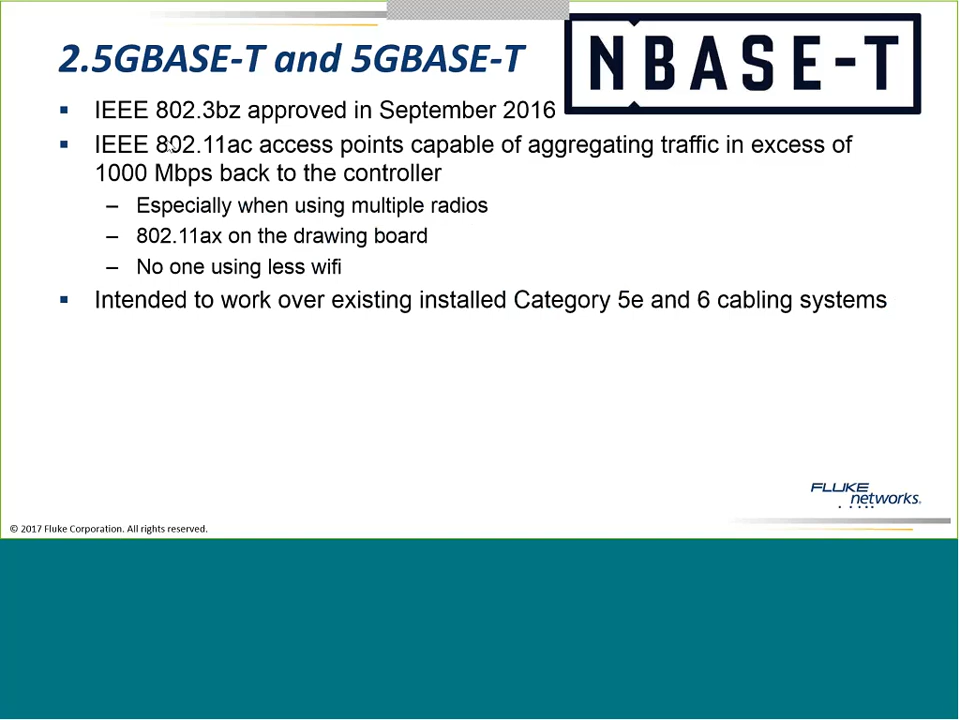 2.5GBASE-T and 5GBASE-T
NBASE-T
IEEE 802.3bz approved in September 2016
IEEE 802.11ac access points capable of aggregating traffic in excess of
1000 Mbps back to the controller
– Especially when using multiple radios
– 802.11ax on the drawing board
– No one using less wifi
Intended to work over existing installed Category 5e and 6 cabling systems
FLUKE
networks.
© 2017 Fluke Corporation. All rights reserved.